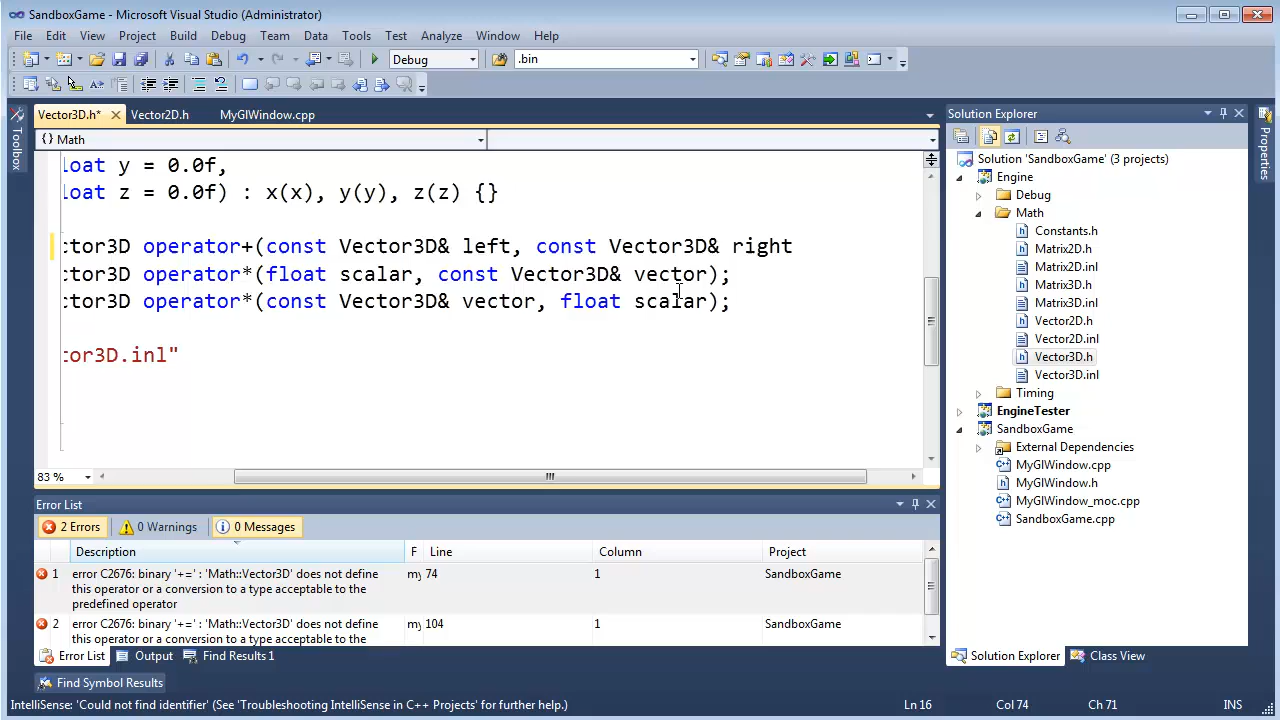 SandboxGame - Microsoft Visual Studio (Administrator)
File Edit View Project Build Debug Team Data Tools Test Analyze Window Help
Debug .bin
Vector3D.h* Vector2D.h MyGlWindow.cpp Solution Explorer
{} Math
Toolbox
Properties
loat y = 0.0f,
loat z = 0.0f) : x(x), y(y), z(z) {}
ctor3D operator+(const Vector3D& left, const Vector3D& right
ctor3D operator*(float scalar, const Vector3D& vector);
ctor3D operator*(const Vector3D& vector, float scalar);
tor3D.inl"
83 %
Solution 'SandboxGame' (3 projects)
Engine
Debug
Math
Constants.h
Matrix2D.h
Matrix2D.inl
Matrix3D.h
Matrix3D.inl
Vector2D.h
Vector2D.inl
Vector3D.h
Vector3D.inl
Timing
EngineTester
SandboxGame
External Dependencies
MyGlWindow.cpp
MyGlWindow.h
MyGlWindow_moc.cpp
SandboxGame.cpp
Error List
2 Errors 0 Warnings 0 Messages
Description F Line Column Project
1 error C2676: binary '+=' : 'Math::Vector3D' does not define my 74 1 SandboxGame
this operator or a conversion to a type acceptable to the
predefined operator
2 error C2676: binary '+=' : 'Math::Vector3D' does not define my 104 1 SandboxGame
this operator or a conversion to a type acceptable to the
Error List Output Find Results 1 Solution Explorer Class View
Find Symbol Results
IntelliSense: 'Could not find identifier' (See 'Troubleshooting IntelliSense in C++ Projects' for further help.) Ln 16 Col 74 Ch 71 INS